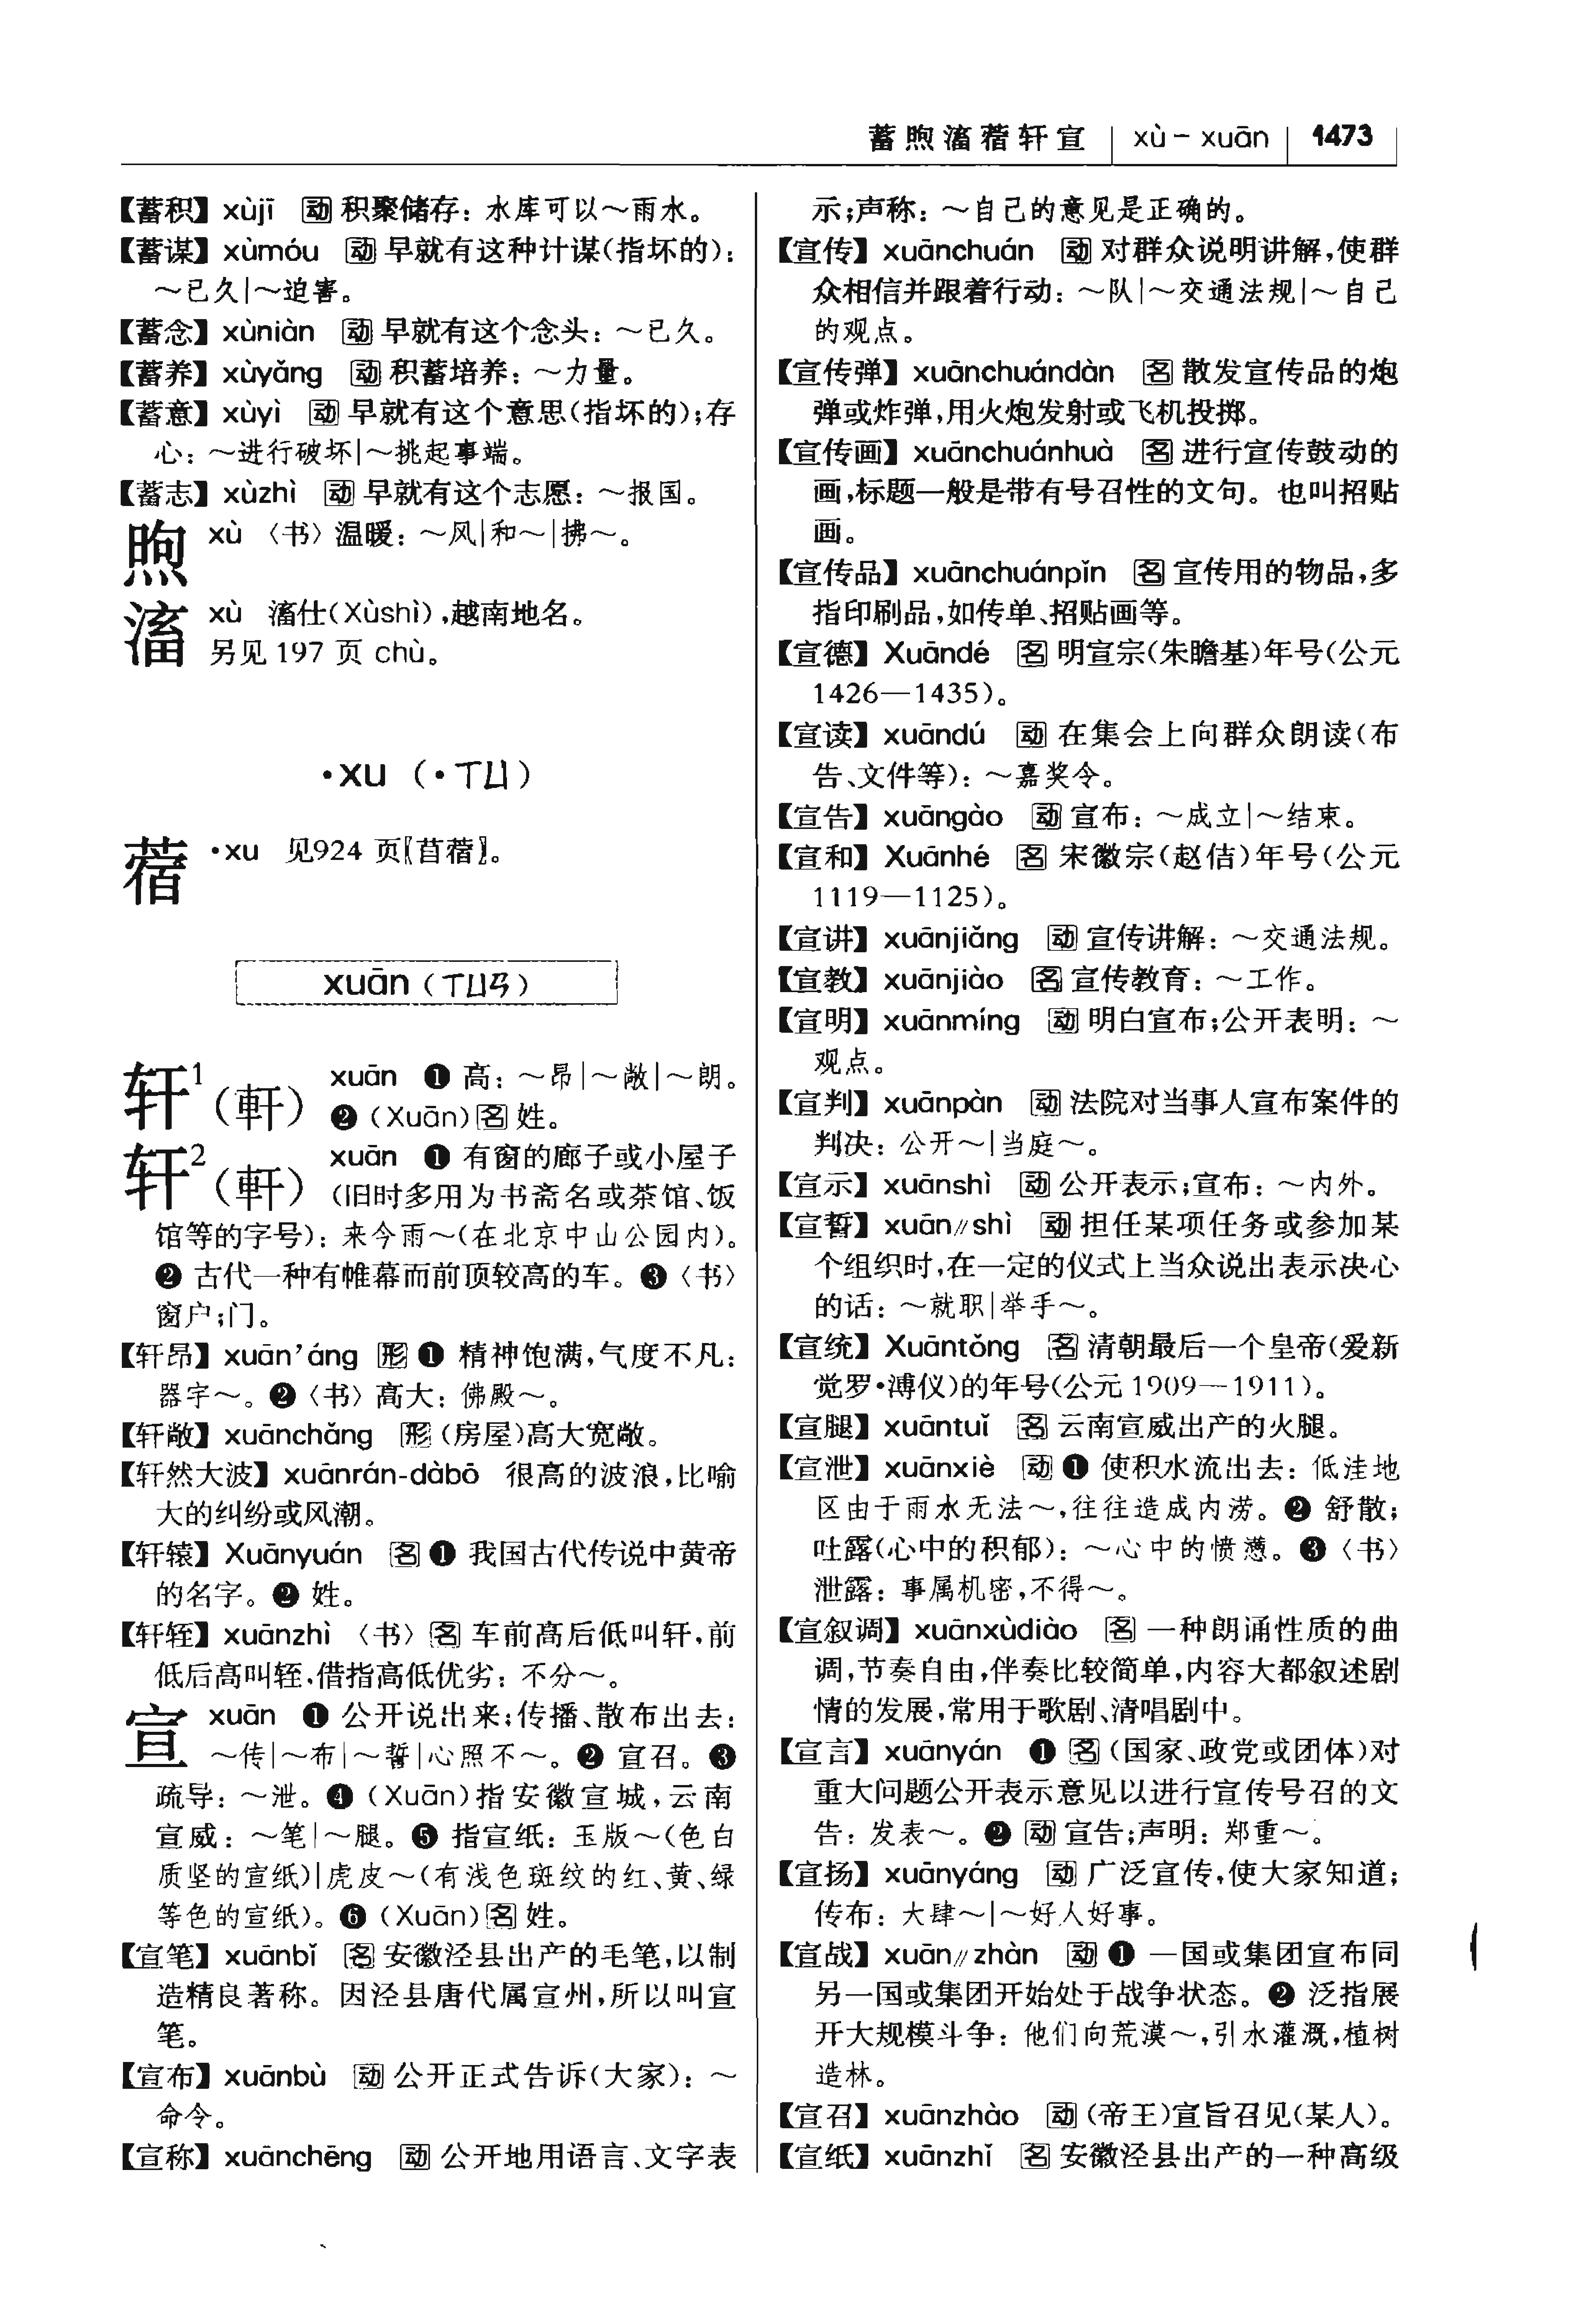 蓄煦滀蓿轩宣 | xù－xuān | 1473
【蓄积】xùjī 动 积聚储存：水库可以～雨水。
【蓄谋】xùmóu 动 早就有这种计谋(指坏的)：
～已久|～迫害。
【蓄念】xùniàn 动 早就有这个念头：～已久。
【蓄养】xùyǎng 动 积蓄培养：～力量。
【蓄意】xùyì 动 早就有这个意思(指坏的)；存
心：～进行破坏|～挑起事端。
【蓄志】xùzhì 动 早就有这个志愿：～报国。
煦 xù 〈书〉温暖：～风|和～|拂～。
滀 xù 滀仕(Xùshì)，越南地名。
另见 197 页 chù。
·xu （·ㄒㄩ）
蓿 ·xu 见924 页〖苜蓿〗。
xuān（ㄒㄩㄢ）
轩¹（軒） xuān ❶ 高：～昂|～敞|～朗。
❷（Xuān）名 姓。
轩²（軒） xuān ❶ 有窗的廊子或小屋子
(旧时多用为书斋名或茶馆、饭
馆等的字号)：来今雨～(在北京中山公园内)。
❷ 古代一种有帷幕而前顶较高的车。❸〈书〉
窗户；门。
【轩昂】xuān’áng 形 ❶ 精神饱满，气度不凡：
器宇～。❷〈书〉高大：佛殿～。
【轩敞】xuānchǎng 形 (房屋)高大宽敞。
【轩然大波】xuānrán-dàbō 很高的波浪，比喻
大的纠纷或风潮。
【轩辕】Xuānyuán 名 ❶ 我国古代传说中黄帝
的名字。❷ 姓。
【轩轾】xuānzhì 〈书〉名 车前高后低叫轩，前
低后高叫轾，借指高低优劣：不分～。
宣 xuān ❶ 公开说出来；传播、散布出去：
～传|～布|～誓|心照不～。❷ 宣召。❸
疏导：～泄。❹（Xuān）指安徽宣城，云南
宣威：～笔|～腿。❺ 指宣纸：玉版～(色白
质坚的宣纸)|虎皮～(有浅色斑纹的红、黄、绿
等色的宣纸)。❻（Xuān）名 姓。
【宣笔】xuānbǐ 名 安徽泾县出产的毛笔，以制
造精良著称。因泾县唐代属宣州，所以叫宣
笔。
【宣布】xuānbù 动 公开正式告诉(大家)：～
命令。
【宣称】xuānchēng 动 公开地用语言、文字表
示；声称：～自己的意见是正确的。
【宣传】xuānchuán 动 对群众说明讲解，使群
众相信并跟着行动：～队|～交通法规|～自己
的观点。
【宣传弹】xuānchuándàn 名 散发宣传品的炮
弹或炸弹，用火炮发射或飞机投掷。
【宣传画】xuānchuánhuà 名 进行宣传鼓动的
画，标题一般是带有号召性的文句。也叫招贴
画。
【宣传品】xuānchuánpǐn 名 宣传用的物品，多
指印刷品，如传单、招贴画等。
【宣德】Xuāndé 名 明宣宗(朱瞻基)年号(公元
1426—1435)。
【宣读】xuāndú 动 在集会上向群众朗读(布
告、文件等)：～嘉奖令。
【宣告】xuāngào 动 宣布：～成立|～结束。
【宣和】Xuānhé 名 宋徽宗(赵佶)年号(公元
1119—1125)。
【宣讲】xuānjiǎng 动 宣传讲解：～交通法规。
【宣教】xuānjiào 名 宣传教育：～工作。
【宣明】xuānmíng 动 明白宣布；公开表明：～
观点。
【宣判】xuānpàn 动 法院对当事人宣布案件的
判决：公开～|当庭～。
【宣示】xuānshì 动 公开表示；宣布：～内外。
【宣誓】xuān∥shì 动 担任某项任务或参加某
个组织时，在一定的仪式上当众说出表示决心
的话：～就职|举手～。
【宣统】Xuāntǒng 名 清朝最后一个皇帝(爱新
觉罗·溥仪)的年号(公元 1909—1911)。
【宣腿】xuāntuǐ 名 云南宣威出产的火腿。
【宣泄】xuānxiè 动 ❶ 使积水流出去：低洼地
区由于雨水无法～，往往造成内涝。❷ 舒散；
吐露(心中的积郁)：～心中的愤懑。❸〈书〉
泄露：事属机密，不得～。
【宣叙调】xuānxùdiào 名 一种朗诵性质的曲
调，节奏自由，伴奏比较简单，内容大都叙述剧
情的发展，常用于歌剧、清唱剧中。
【宣言】xuānyán ❶ 名 (国家、政党或团体)对
重大问题公开表示意见以进行宣传号召的文
告：发表～。❷ 动 宣告；声明：郑重～。
【宣扬】xuānyáng 动 广泛宣传，使大家知道；
传布：大肆～|～好人好事。
【宣战】xuān∥zhàn 动 ❶ 一国或集团宣布同
另一国或集团开始处于战争状态。❷ 泛指展
开大规模斗争：他们向荒漠～，引水灌溉，植树
造林。
【宣召】xuānzhào 动 (帝王)宣旨召见(某人)。
【宣纸】xuānzhǐ 名 安徽泾县出产的一种高级